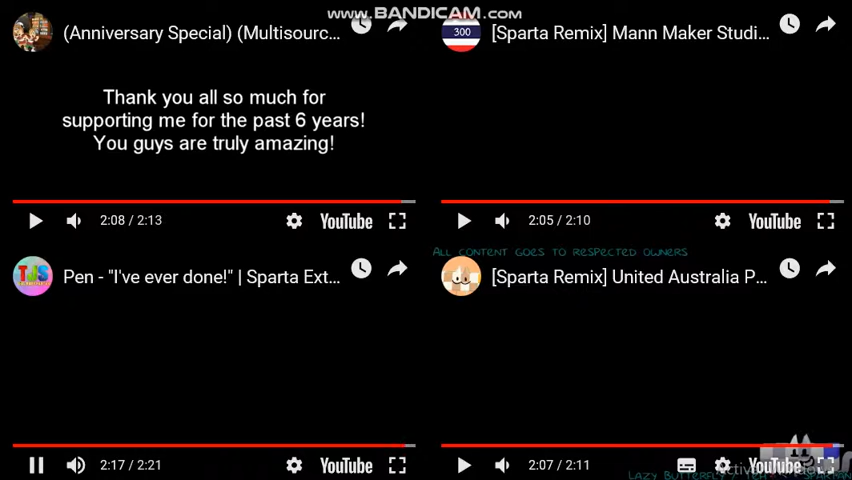 www.BANDICAM.com
(Anniversary Special) (Multisourc...
300
[Sparta Remix] Mann Maker Studi...
Thank you all so much for
supporting me for the past 6 years!
You guys are truly amazing!
2:08 / 2:13
YouTube
2:05 / 2:10
YouTube
ALL CONTENT GOES TO RESPECTED OWNERS
TJS
Pen - "I've ever done!" | Sparta Ext...
[Sparta Remix] United Australia P...
2:17 / 2:21
YouTube
2:07 / 2:11
YouTube
LAZY BUTTERFLY /